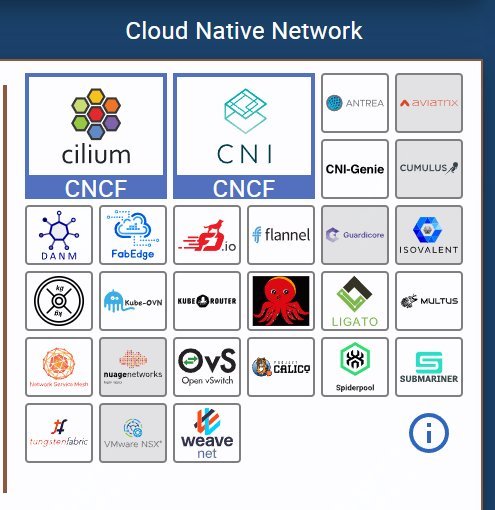 Cloud Native Network
cilium
CNCF
CNI
CNCF
ANTREA
AVIATRIX
CNI-Genie
CUMULUS
DANM
FabEdge
.io
flannel
Guardicore
ISOVALENT
kg
kg
Kube-OVN
KUBE ROUTER
LIGATO
MULTUS
Network Service Mesh
nuagenetworks
OvS
Open vSwitch
PROJECT
CALICO
Spiderpool
SUBMARINER
tungstenfabric
VMware NSX
weave
net
i